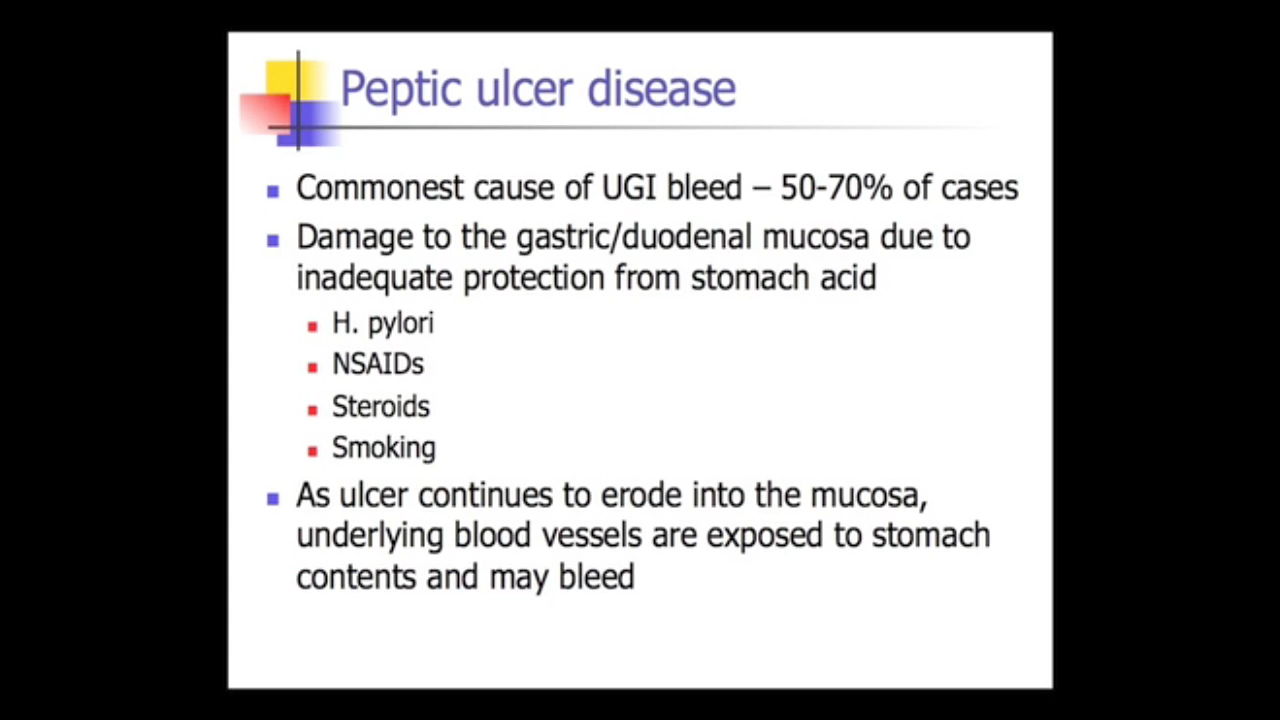 Peptic ulcer disease
Commonest cause of UGI bleed – 50-70% of cases
Damage to the gastric/duodenal mucosa due to
inadequate protection from stomach acid
H. pylori
NSAIDs
Steroids
Smoking
As ulcer continues to erode into the mucosa,
underlying blood vessels are exposed to stomach
contents and may bleed